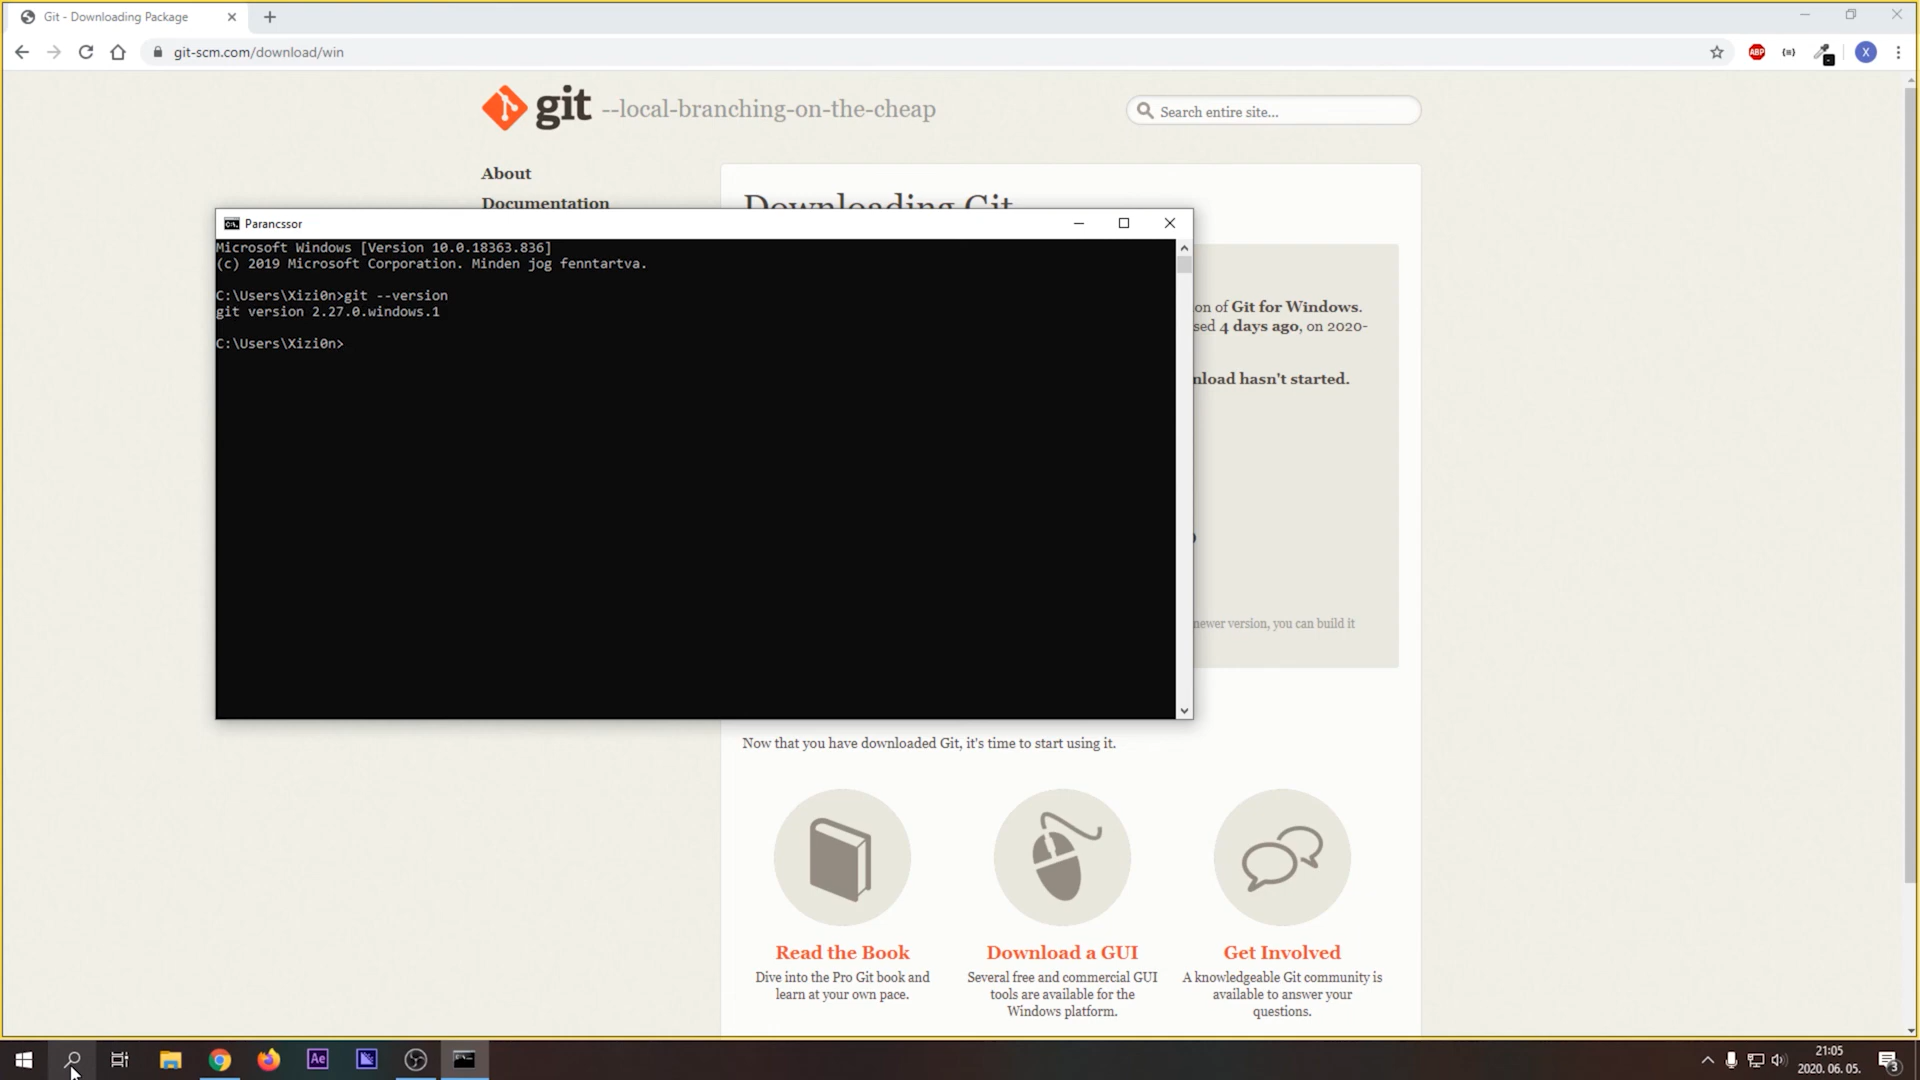 Git - Downloading Package
git-scm.com/download/win
ABP
X
git --local-branching-on-the-cheap
Search entire site...
About
Documentation
Downloading Git
Parancssor
Microsoft Windows [Version 10.0.18363.836]
(c) 2019 Microsoft Corporation. Minden jog fenntartva.
C:\Users\Xizi0n>git --version
git version 2.27.0.windows.1
C:\Users\Xizi0n>
on of Git for Windows.
sed 4 days ago, on 2020-
nload hasn't started.
newer version, you can build it
Now that you have downloaded Git, it's time to start using it.
Read the Book
Dive into the Pro Git book and
learn at your own pace.
Download a GUI
Several free and commercial GUI
tools are available for the
Windows platform.
Get Involved
A knowledgeable Git community is
available to answer your
questions.
Ae
21:05
2020. 06. 05.
3